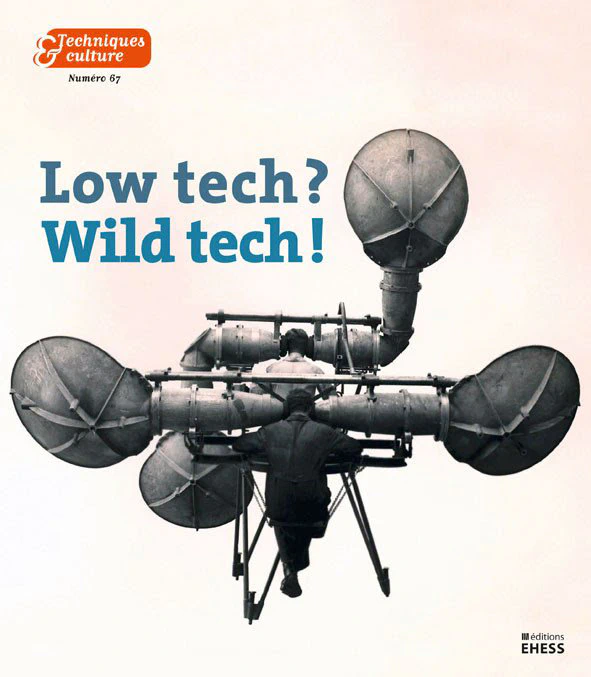 & Techniques
culture
Numéro 67
Low tech?
Wild tech!
éditions
EHESS